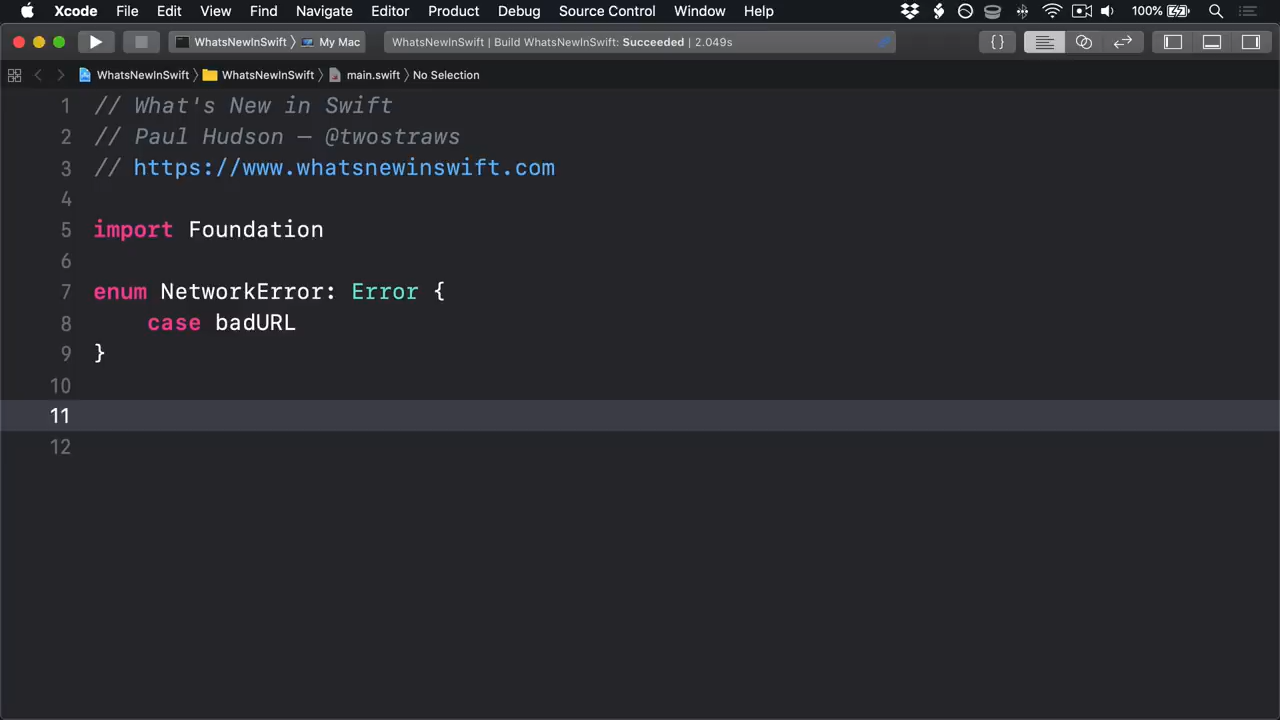 Xcode File Edit View Find Navigate Editor Product Debug Source Control Window Help 100%
WhatsNewInSwift 〉 My Mac WhatsNewInSwift | Build WhatsNewInSwift: Succeeded | 2.049s {}
WhatsNewInSwift 〉 WhatsNewInSwift 〉 main.swift 〉 No Selection
1 // What's New in Swift
2 // Paul Hudson — @twostraws
3 // https://www.whatsnewinswift.com
4
5 import Foundation
6
7 enum NetworkError: Error {
8 case badURL
9 }
10
11
12